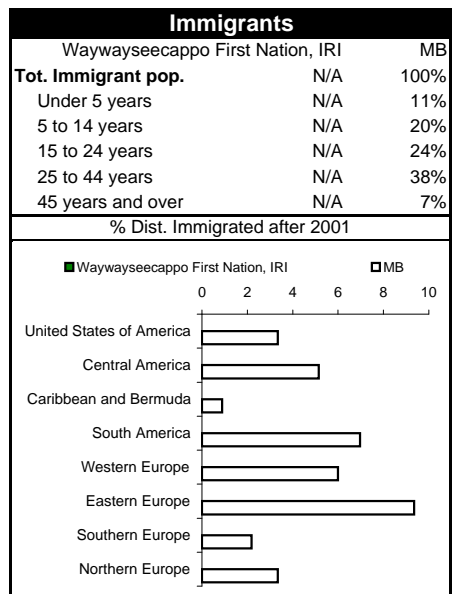 Immigrants
Waywayseecappo First Nation, IRI MB
Tot. Immigrant pop. N/A 100%
Under 5 years N/A 11%
5 to 14 years N/A 20%
15 to 24 years N/A 24%
25 to 44 years N/A 38%
45 years and over N/A 7%
% Dist. Immigrated after 2001
Waywayseecappo First Nation, IRI MB
0 2 4 6 8 10
United States of America
Central America
Caribbean and Bermuda
South America
Western Europe
Eastern Europe
Southern Europe
Northern Europe